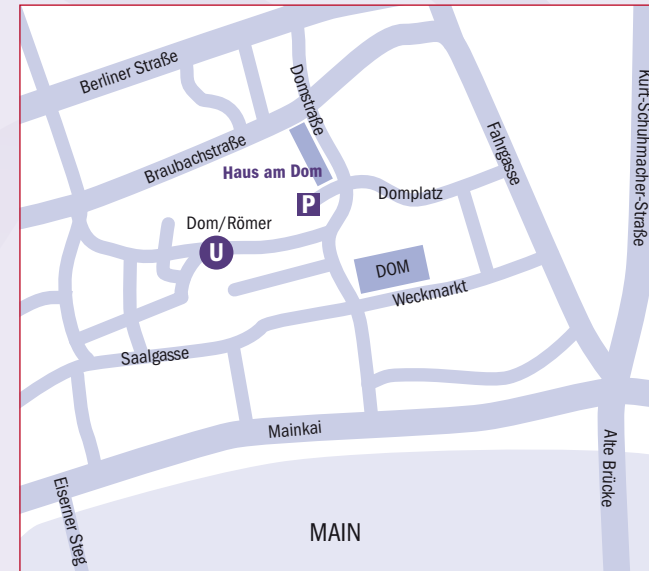 Berliner Straße
Domstraße
Kurt-Schuhmacher-Straße
Braubachstraße
Fahrgasse
Haus am Dom
P
Domplatz
Dom/Römer
U
DOM
Weckmarkt
Saalgasse
Mainkai
Alte Brücke
Eiserner Steg
MAIN